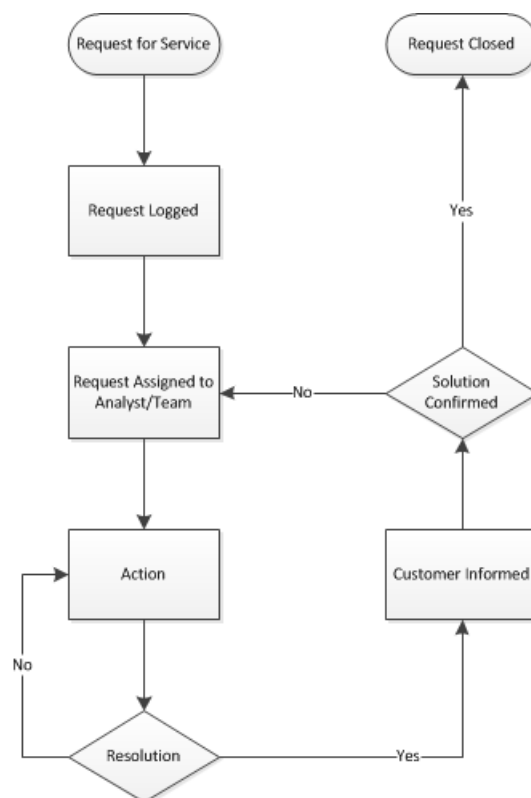 Request for Service
Request Closed
Request Logged
Yes
Request Assigned to
Analyst/Team
No
Solution
Confirmed
Action
Customer Informed
No
Resolution
Yes